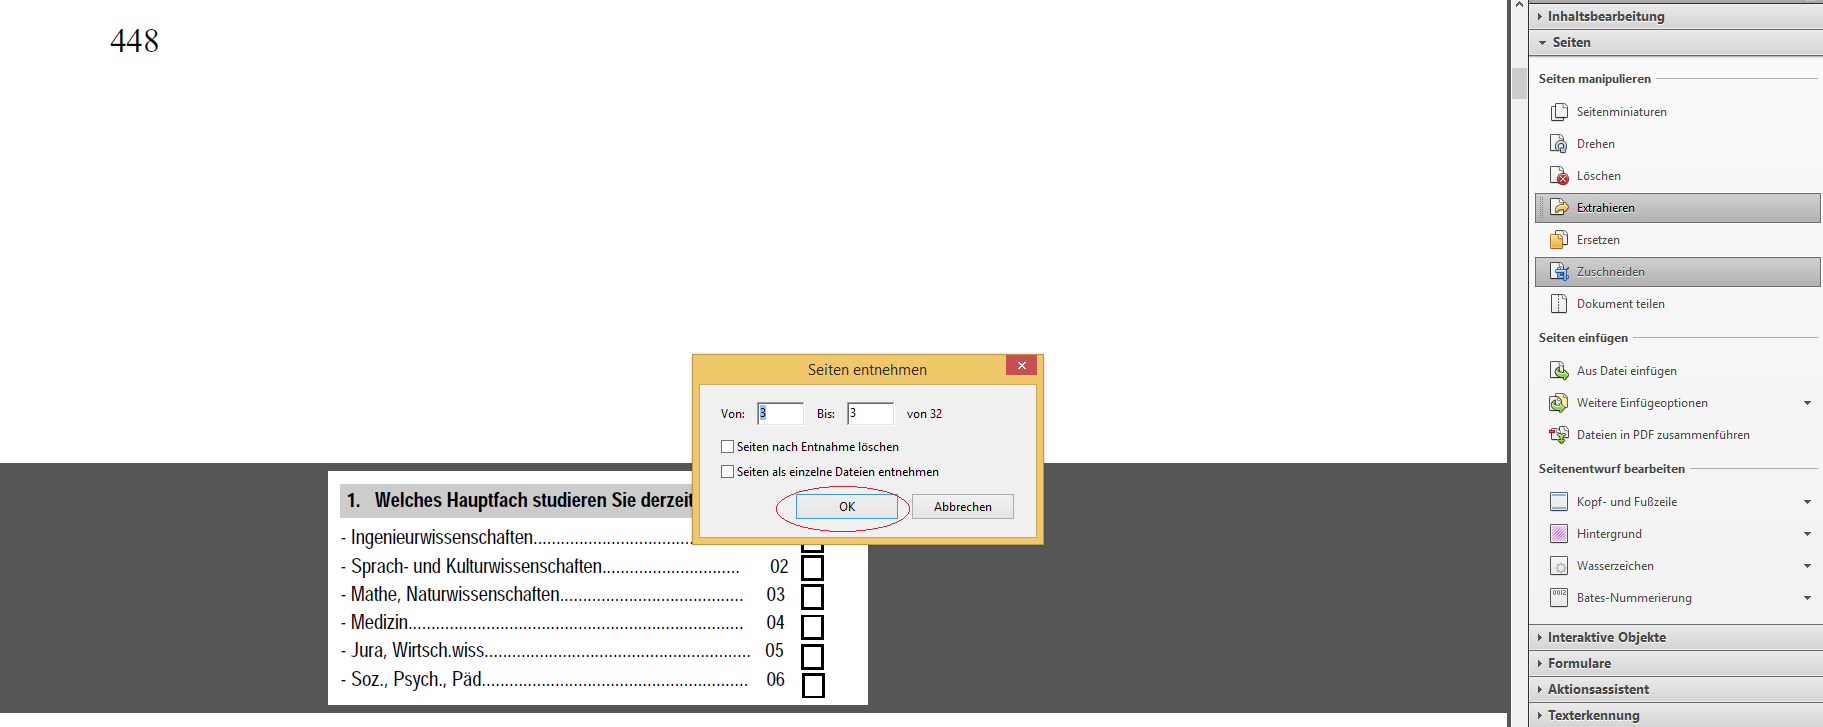 448
1. Welches Hauptfach studieren Sie derzeit
- Ingenieurwissenschaften................................
- Sprach- und Kulturwissenschaften.............................. 02
- Mathe, Naturwissenschaften........................................ 03
- Medizin......................................................................... 04
- Jura, Wirtsch.wiss.......................................................... 05
- Soz., Psych., Päd.......................................................... 06
Seiten entnehmen
Von: 3 Bis: 3 von 32
Seiten nach Entnahme löschen
Seiten als einzelne Dateien entnehmen
OK Abbrechen
Inhaltsbearbeitung
Seiten
Seiten manipulieren
Seitenminiaturen
Drehen
Löschen
Extrahieren
Ersetzen
Zuschneiden
Dokument teilen
Seiten einfügen
Aus Datei einfügen
Weitere Einfügeoptionen
Dateien in PDF zusammenführen
Seitenentwurf bearbeiten
Kopf- und Fußzeile
Hintergrund
Wasserzeichen
0012 Bates-Nummerierung
Interaktive Objekte
Formulare
Aktionsassistent
Texterkennung